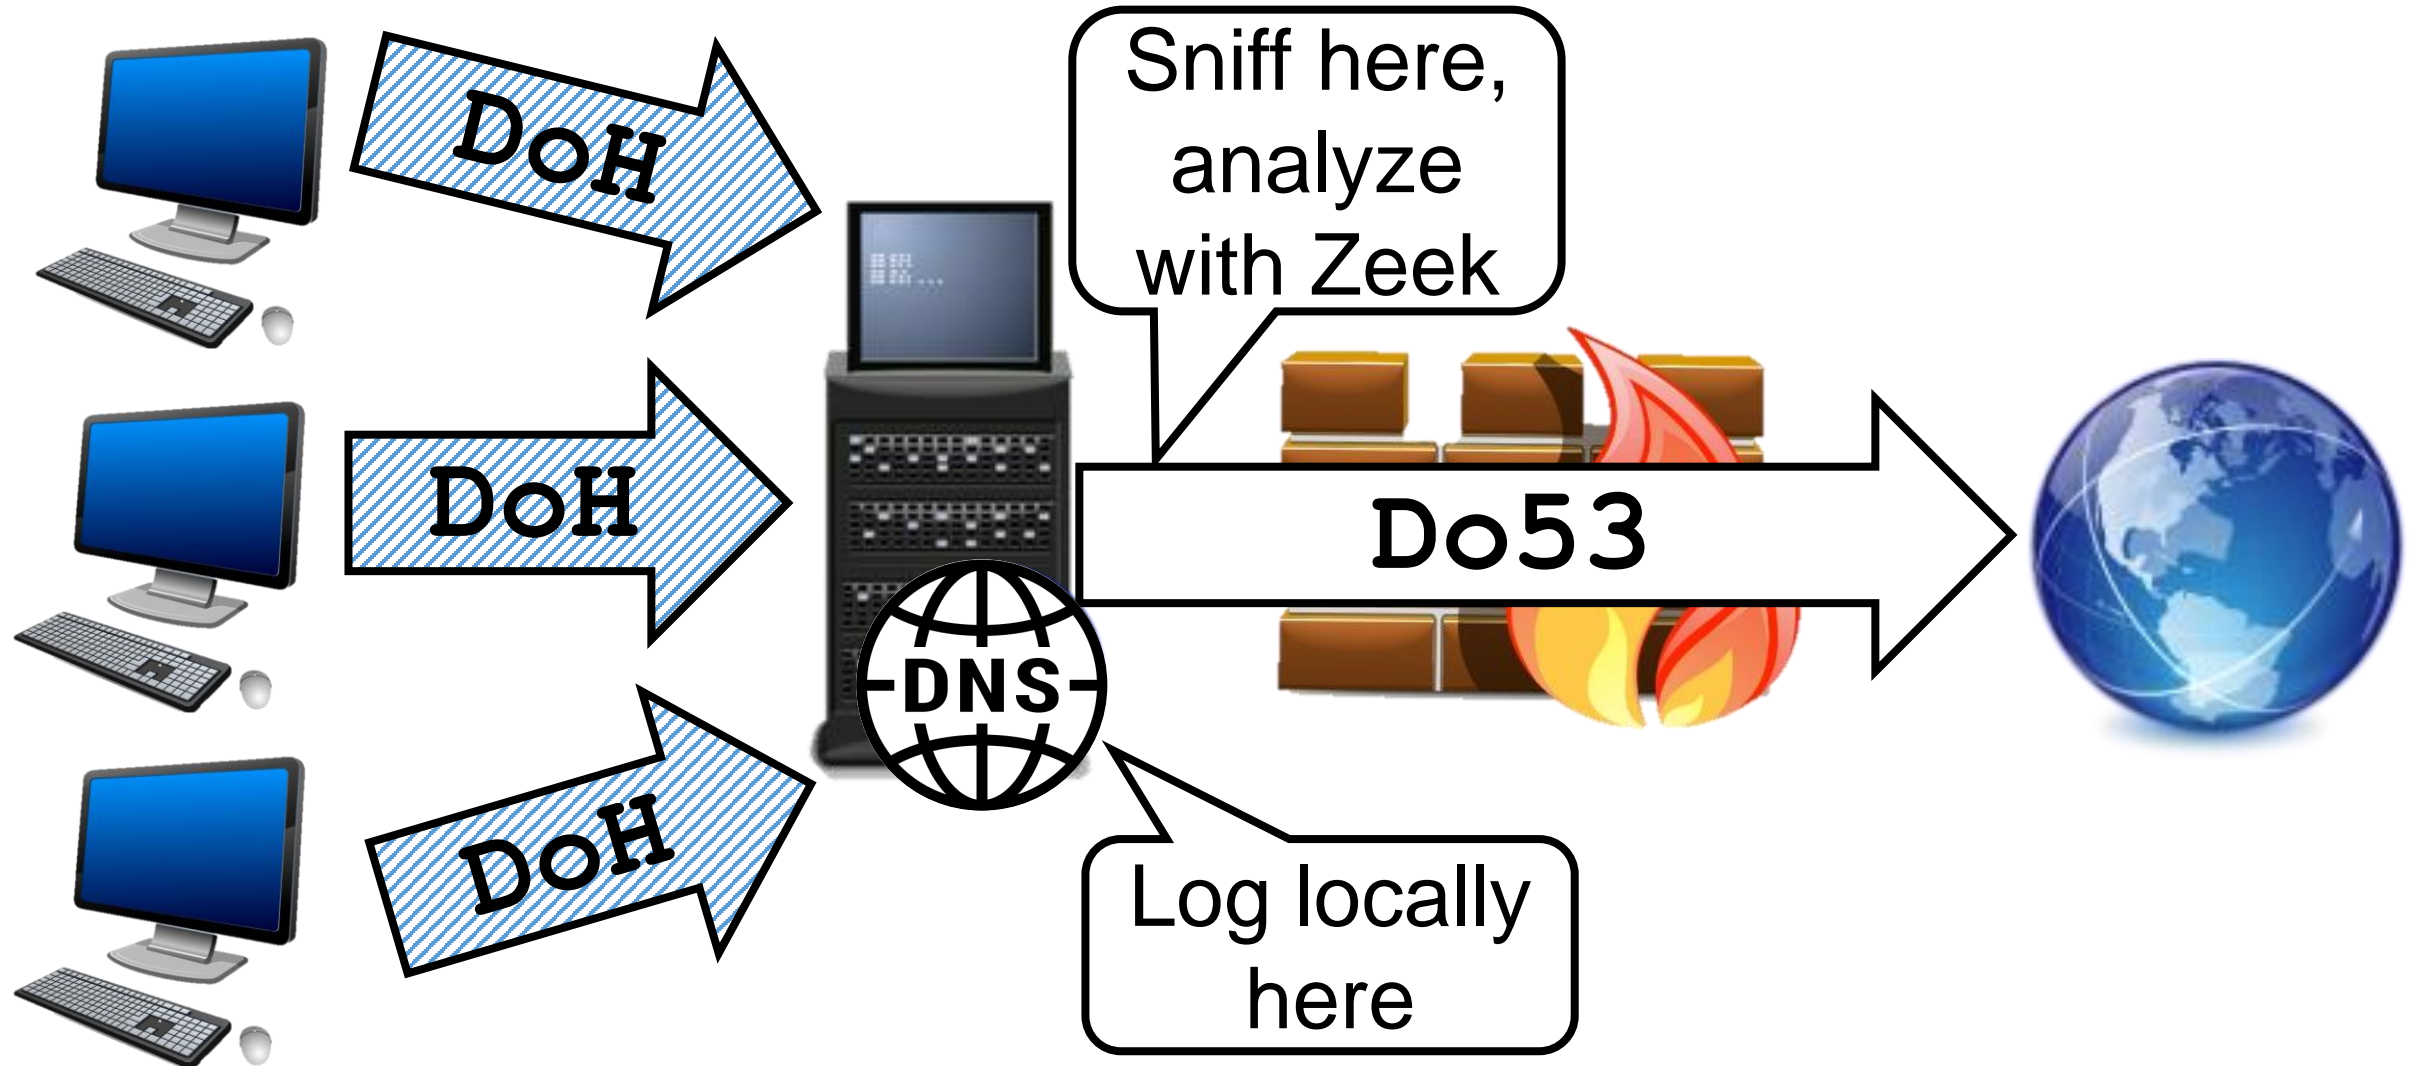 DoH
DoH
DoH
Sniff here,
analyze
with Zeek
Do53
DNS
Log locally
here